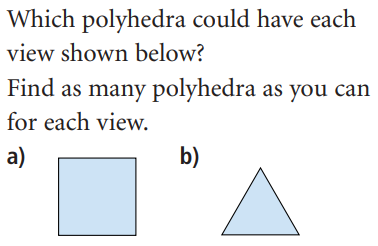 Which polyhedra could have each
view shown below?
Find as many polyhedra as you can
for each view.
a) b)